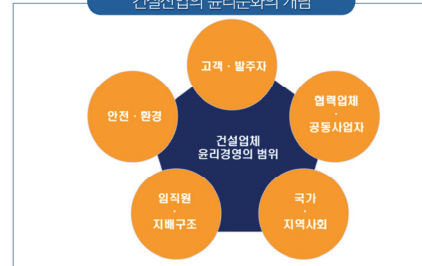 건설산업의 윤리문화의 개념
고객 · 발주자
안전 · 환경
협력업체
·
공동사업자
건설업체
윤리경영의 범위
임직원
·
지배구조
국가
·
지역사회